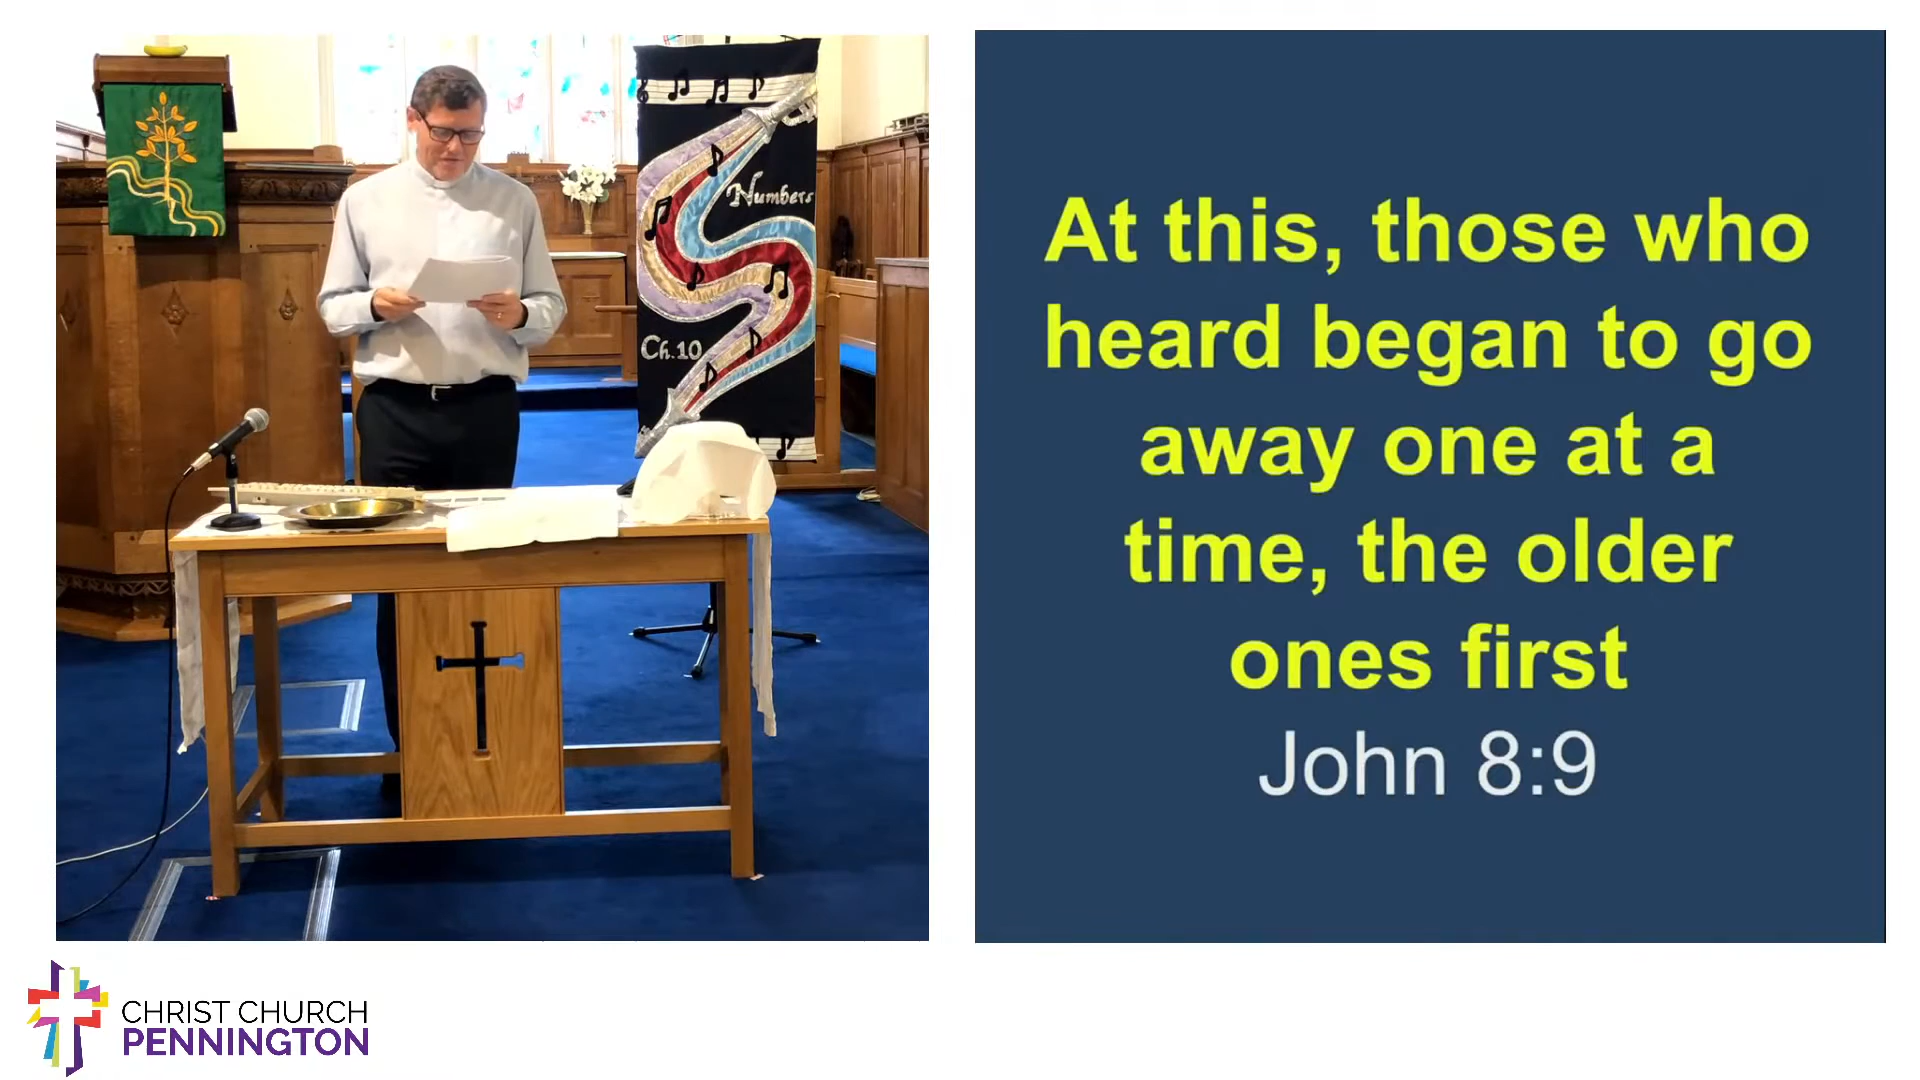 Numbers
Ch.10
At this, those who
heard began to go
away one at a
time, the older
ones first
John 8:9
CHRIST CHURCH
PENNINGTON